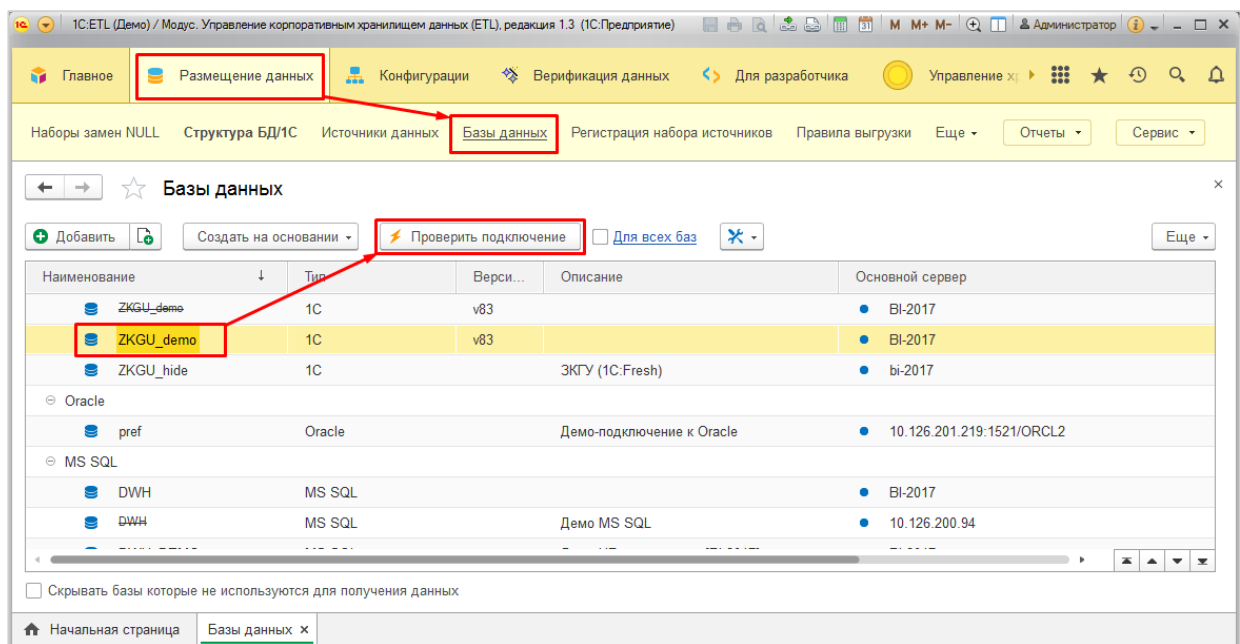 1С:ETL (Демо) / Модус. Управление корпоративным хранилищем данных (ETL), редакция 1.3 (1С:Предприятие) M M+ M- Администратор
Главное Размещение данных Конфигурации Верификация данных Для разработчика Управление
Наборы замен NULL Структура БД/1С Источники данных Базы данных Регистрация набора источников Правила выгрузки Еще Отчеты Сервис
Базы данных
Добавить Создать на основании Проверить подключение Для всех баз Еще
Наименование Тип Верси... Описание Основной сервер
ZKGU_demo 1С v83 BI-2017
ZKGU_demo 1С v83 BI-2017
ZKGU_hide 1С ЗКГУ (1С:Fresh) bi-2017
Oracle
pref Oracle Демо-подключение к Oracle 10.126.201.219:1521/ORCL2
MS SQL
DWH MS SQL BI-2017
DWH MS SQL Демо MS SQL 10.126.200.94
Скрывать базы которые не используются для получения данных
Начальная страница Базы данных